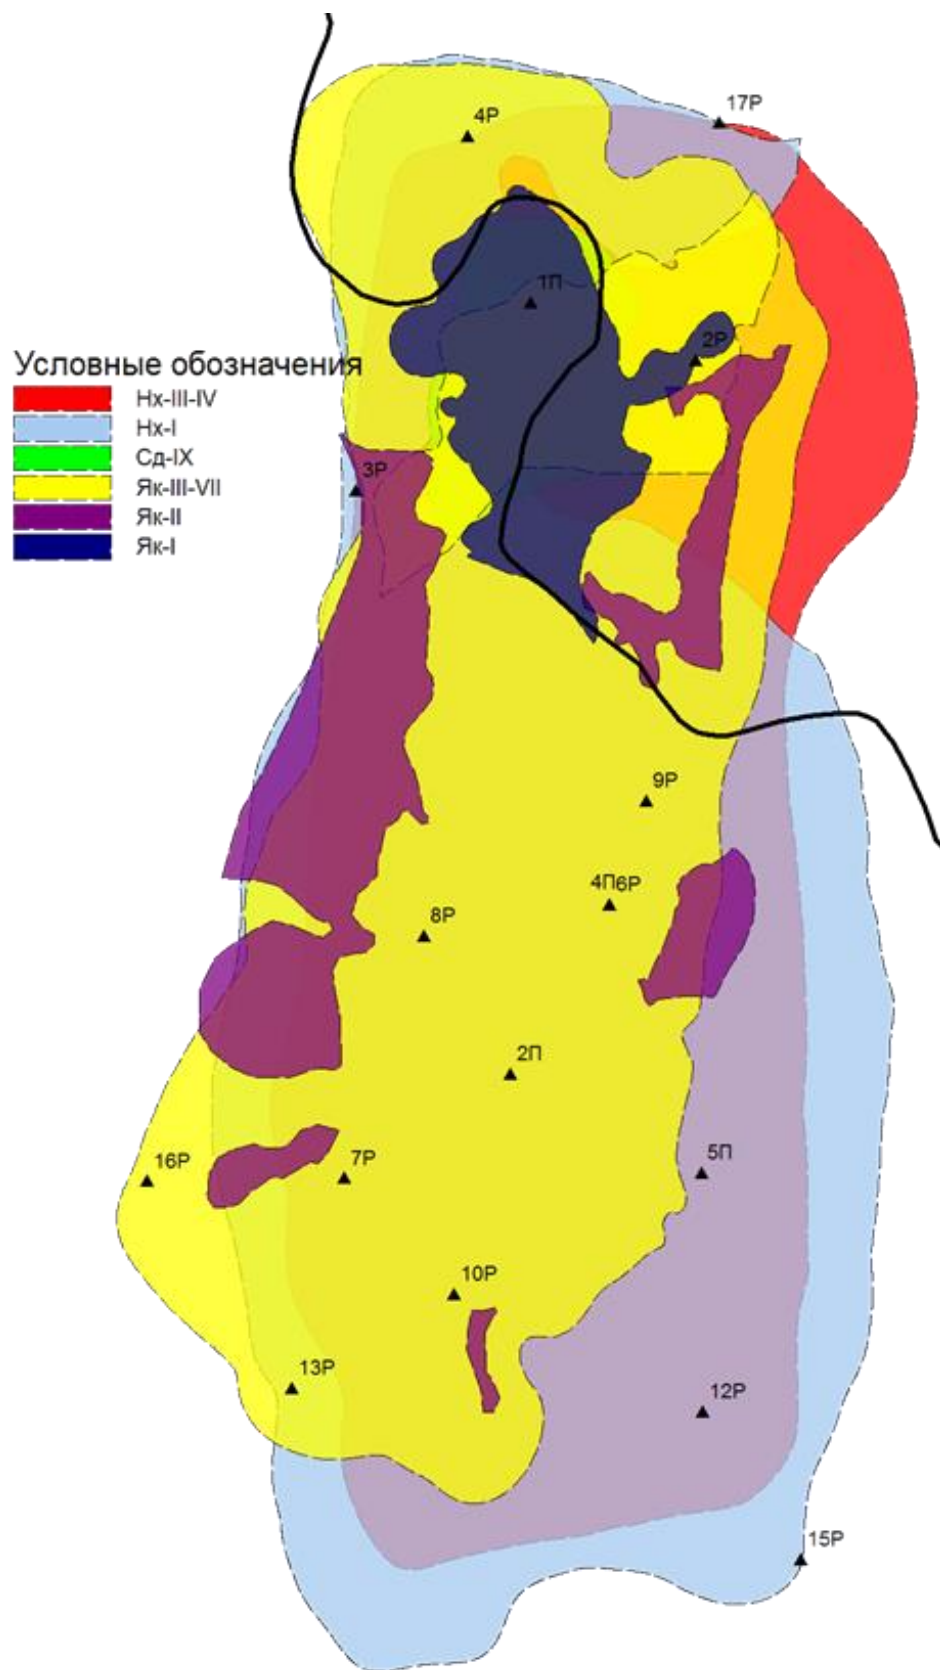 17Р
4Р
1П
2Р
Условные обозначения
Нх-III-IV
Нх-I
Сд-IX
Як-III-VII
Як-II
Як-I
3Р
9Р
4П6Р
8Р
2П
16Р
7Р
5П
10Р
13Р
12Р
15Р